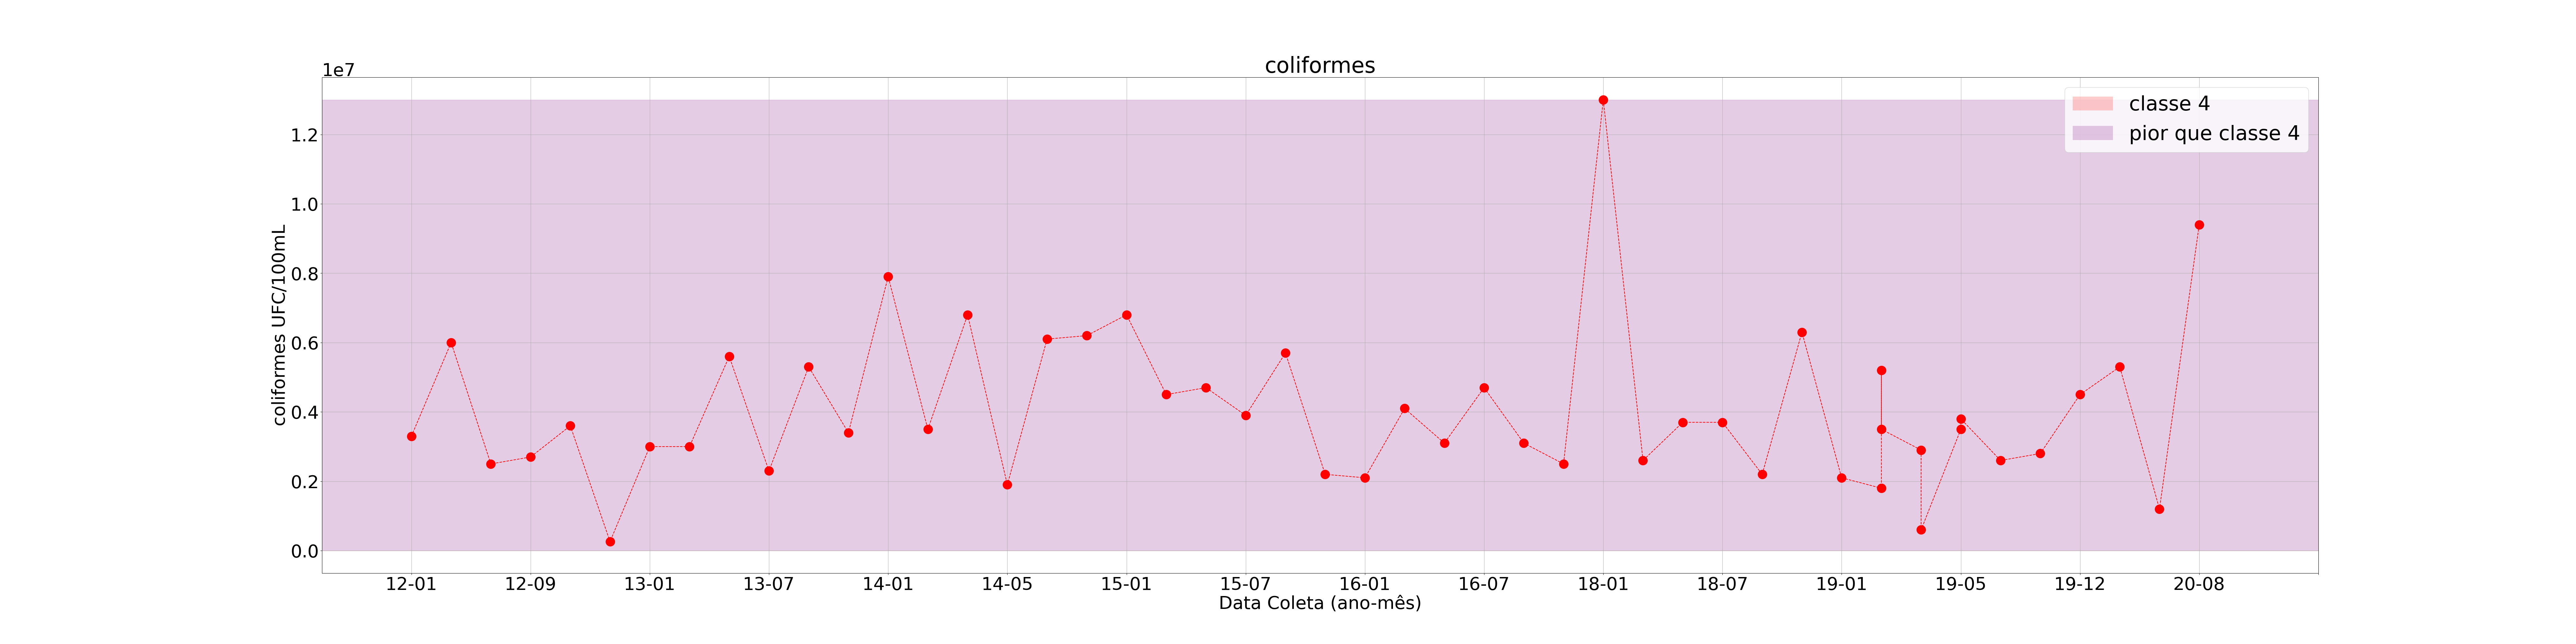 coliformes
1e7
classe 4
pior que classe 4
1.2
1.0
0.8
0.6
0.4
0.2
0.0
coliformes UFC/100mL
12-01 12-09 13-01 13-07 14-01 14-05 15-01 15-07 16-01 16-07 18-01 18-07 19-01 19-05 19-12 20-08
Data Coleta (ano-mês)